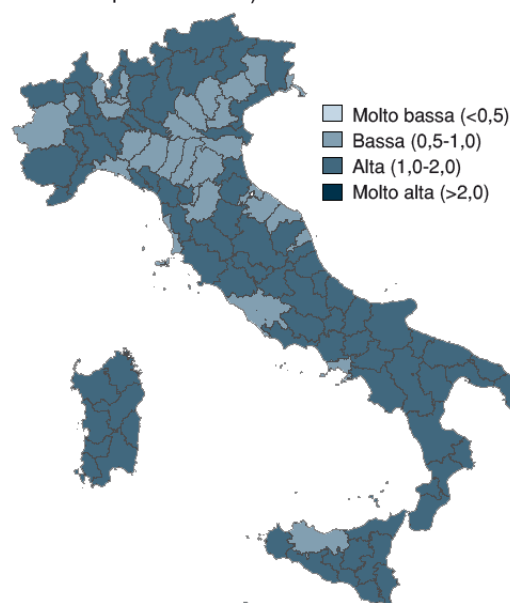 Molto bassa (<0,5)
Bassa (0,5-1,0)
Alta (1,0-2,0)
Molto alta (>2,0)